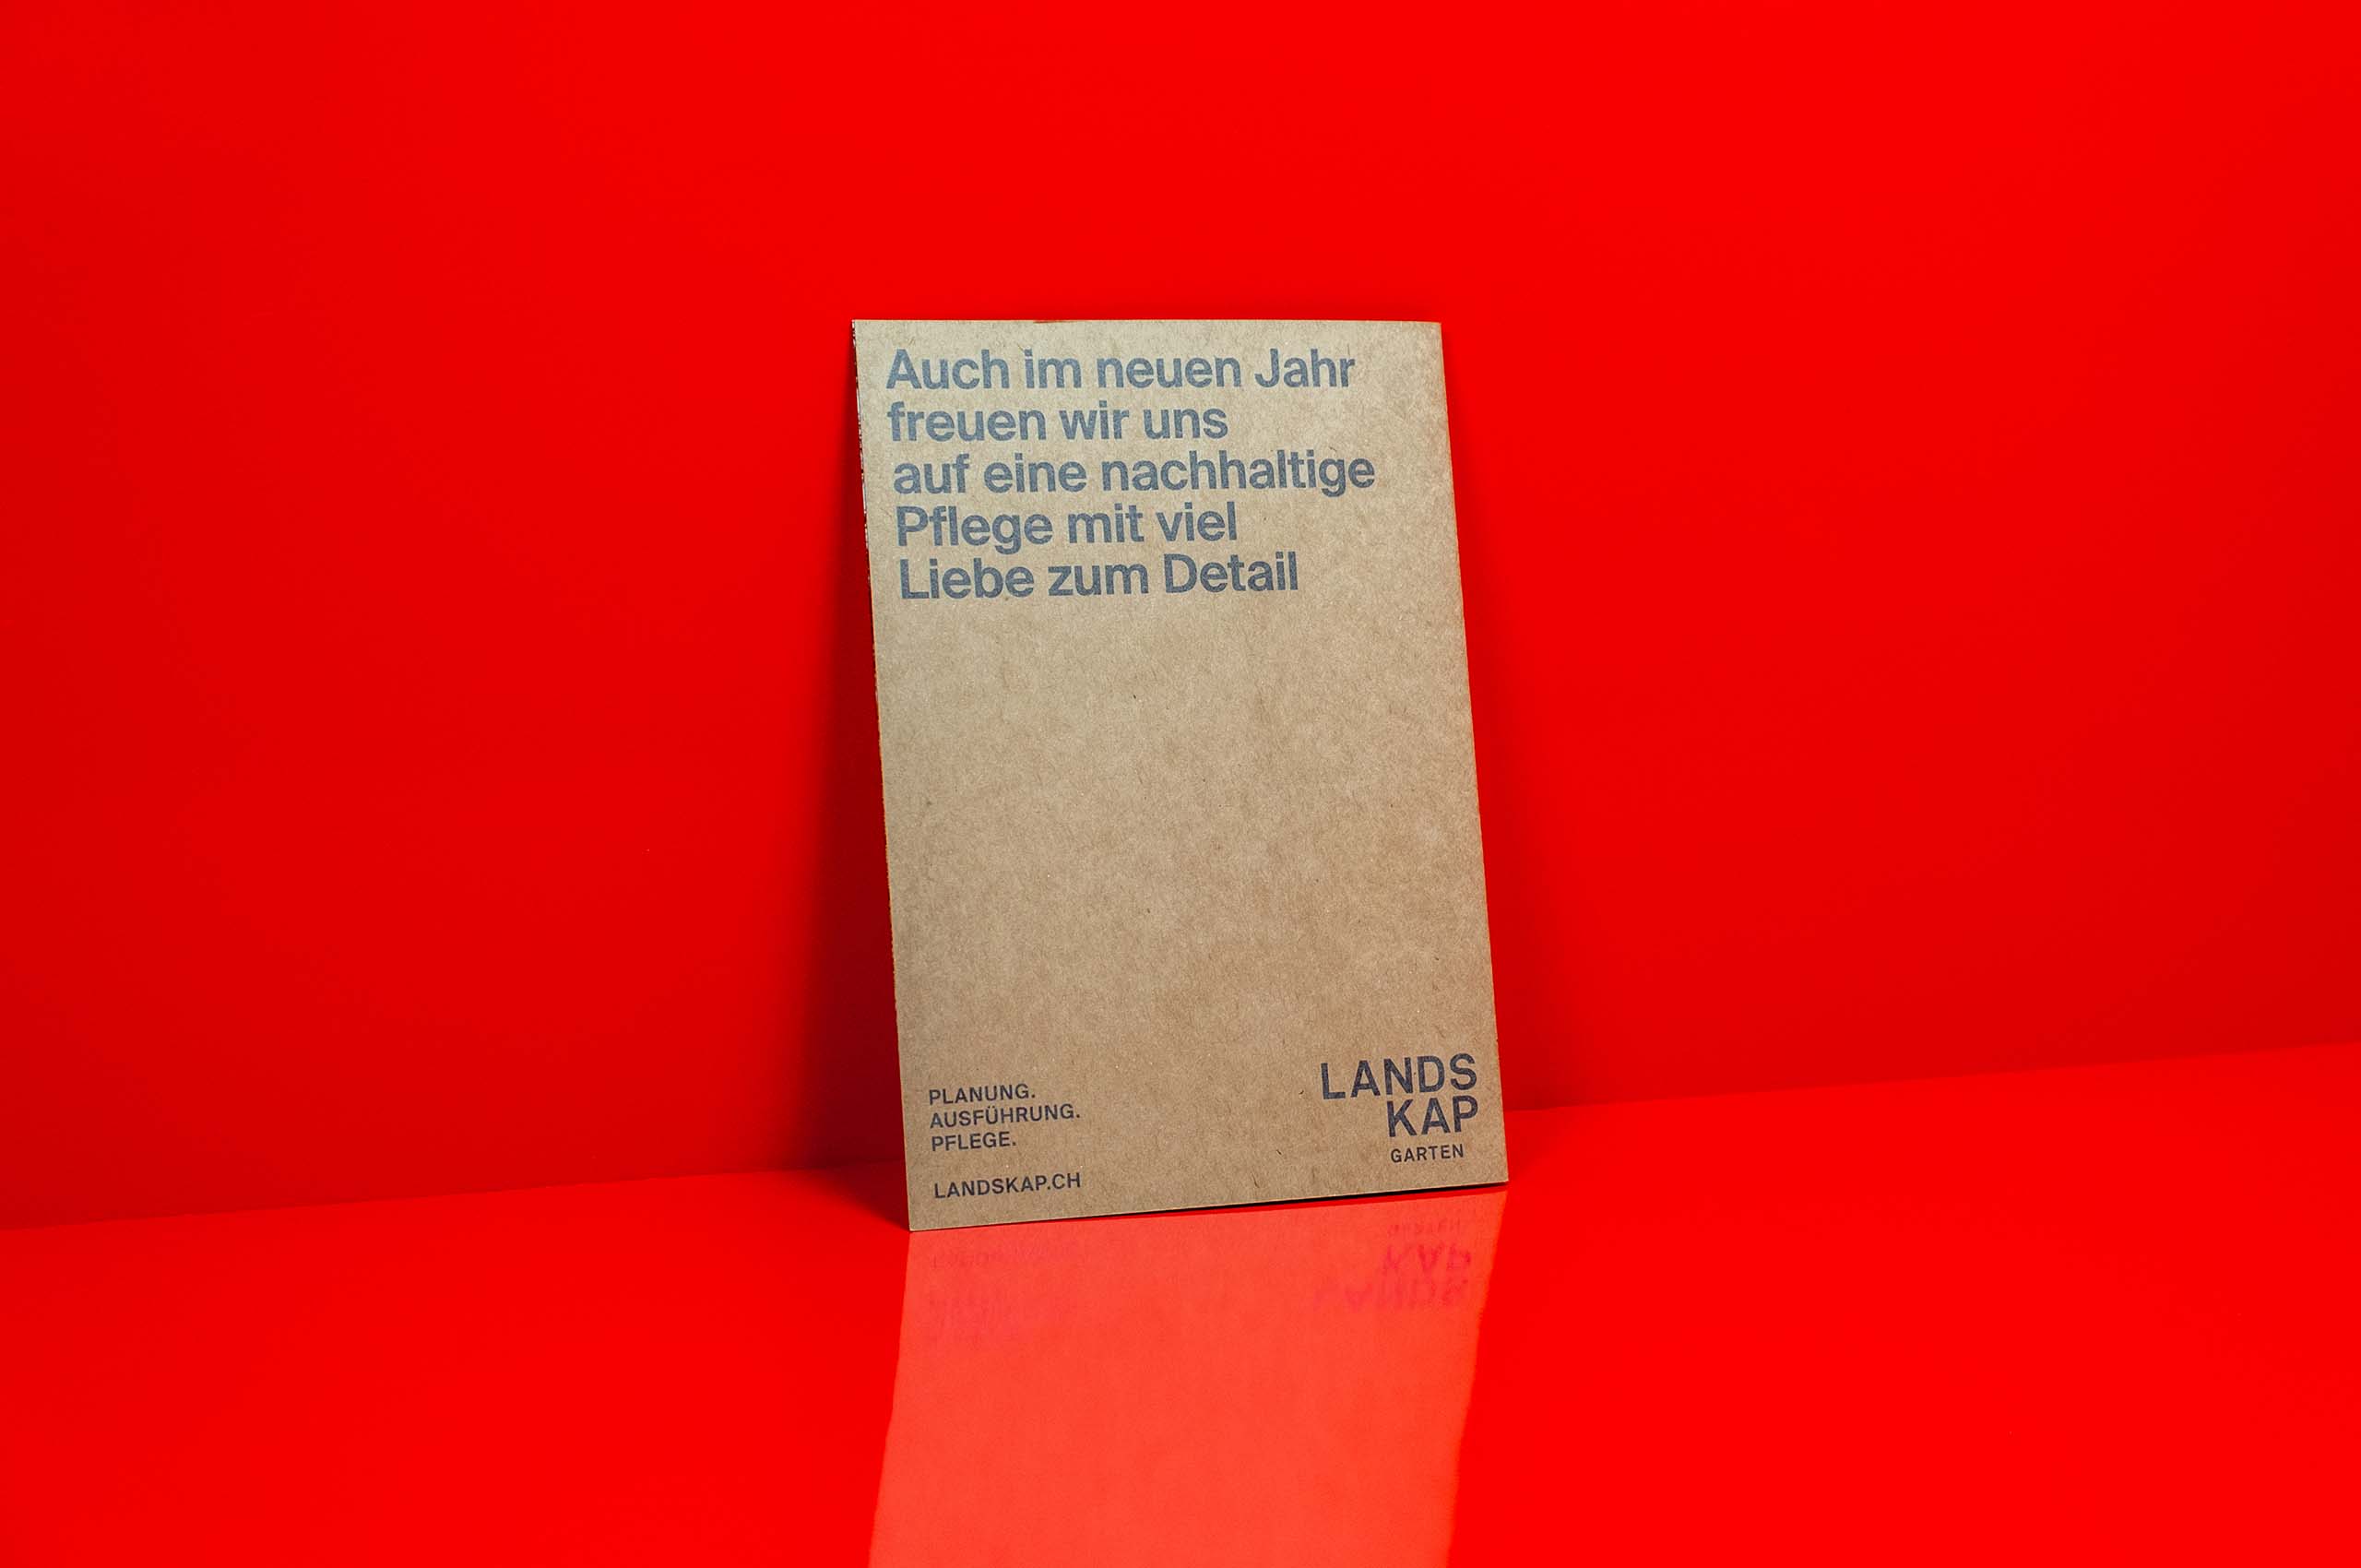 Auch im neuen Jahr
freuen wir uns
auf eine nachhaltige
Pflege mit viel
Liebe zum Detail
PLANUNG.
AUSFÜHRUNG.
PFLEGE.
LANDSKAP.CH
LANDS
KAP
GARTEN